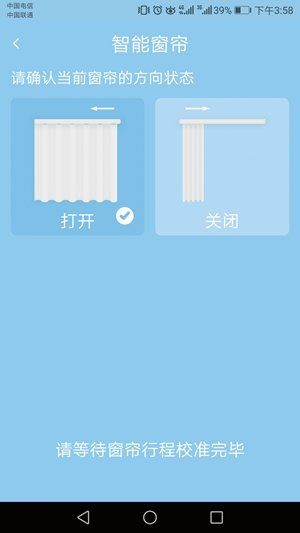 中国电信
中国联通
4G 3G 39% 下午3:58
智能窗帘
请确认当前窗帘的方向状态
打开
关闭
请等待窗帘行程校准完毕